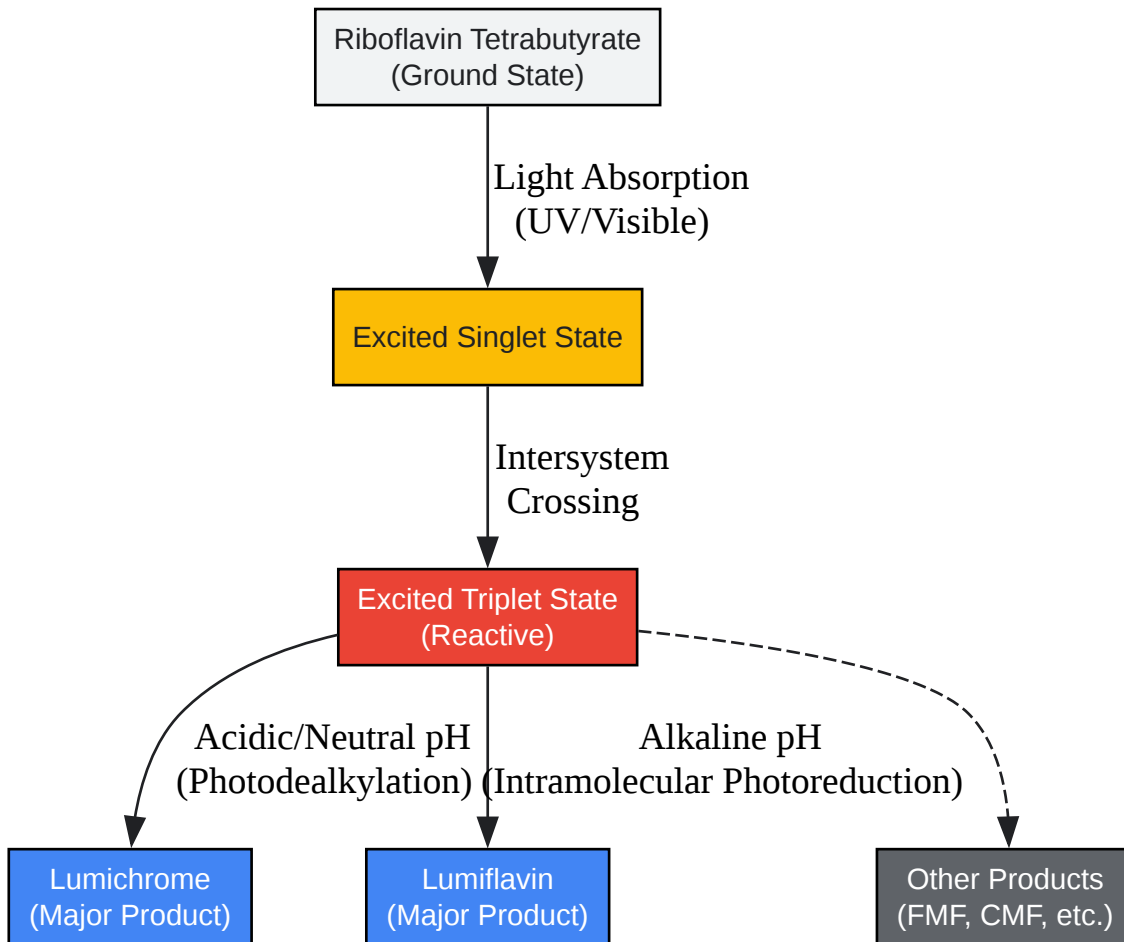 Riboflavin Tetrabutyrate
(Ground State)
Light Absorption
(UV/Visible)
Excited Singlet State
Intersystem
Crossing
Excited Triplet State
(Reactive)
Acidic/Neutral pH
(Photodealkylation)
Alkaline pH
(Intramolecular Photoreduction)
Lumichrome
(Major Product)
Lumiflavin
(Major Product)
Other Products
(FMF, CMF, etc.)